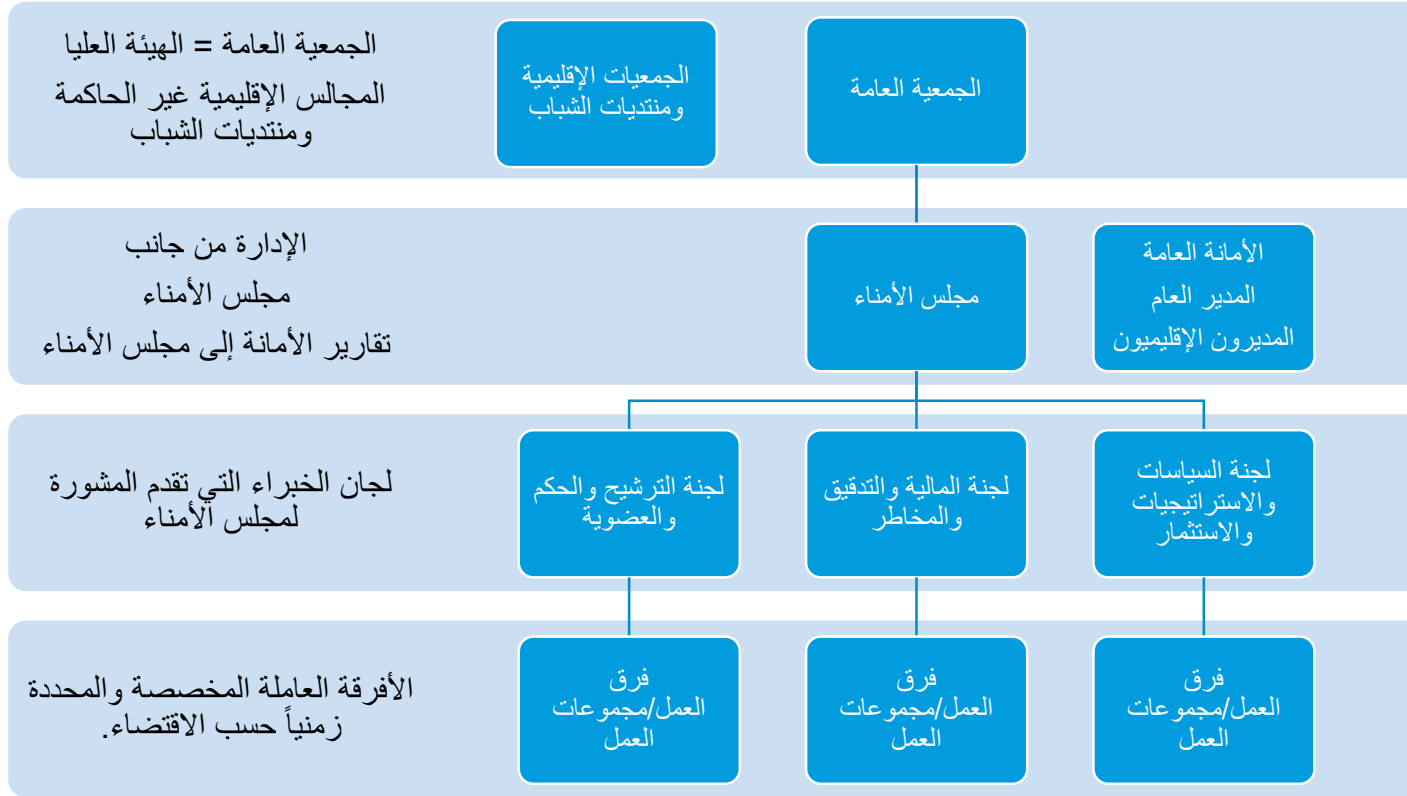 الجمعية العامة
الجمعيات الإقليمية
ومنتديات الشباب
الجمعية العامة = الهيئة العليا
المجالس الإقليمية غير الحاكمة
ومنتديات الشباب
الأمانة العامة
المدير العام
المديرون الإقليميون
مجلس الأمناء
الإدارة من جانب
مجلس الأمناء
تقارير الأمانة إلى مجلس الأمناء
لجنة السياسات
والاستراتيجيات
والاستثمار
لجنة المالية والتدقيق
والمخاطر
لجنة الترشيح والحكم
والعضوية
لجان الخبراء التي تقدم المشورة
لمجلس الأمناء
فرق
العمل/مجموعات
العمل
فرق
العمل/مجموعات
العمل
فرق
العمل/مجموعات
العمل
الأفرقة العاملة المخصصة والمحددة
زمنياً حسب الاقتضاء.